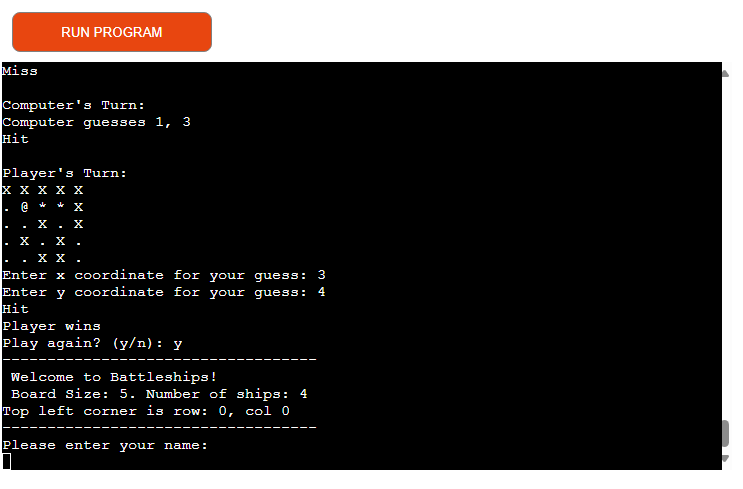 RUN PROGRAM
Miss
Computer's Turn:
Computer guesses 1, 3
Hit
Player's Turn:
X X X X X
. @ * * X
. . X . X
. X . X .
. . X X .
Enter x coordinate for your guess: 3
Enter y coordinate for your guess: 4
Hit
Player wins
Play again? (y/n): y
-----------------------------------
Welcome to Battleships!
Board Size: 5. Number of ships: 4
Top left corner is row: 0, col 0
-----------------------------------
Please enter your name: